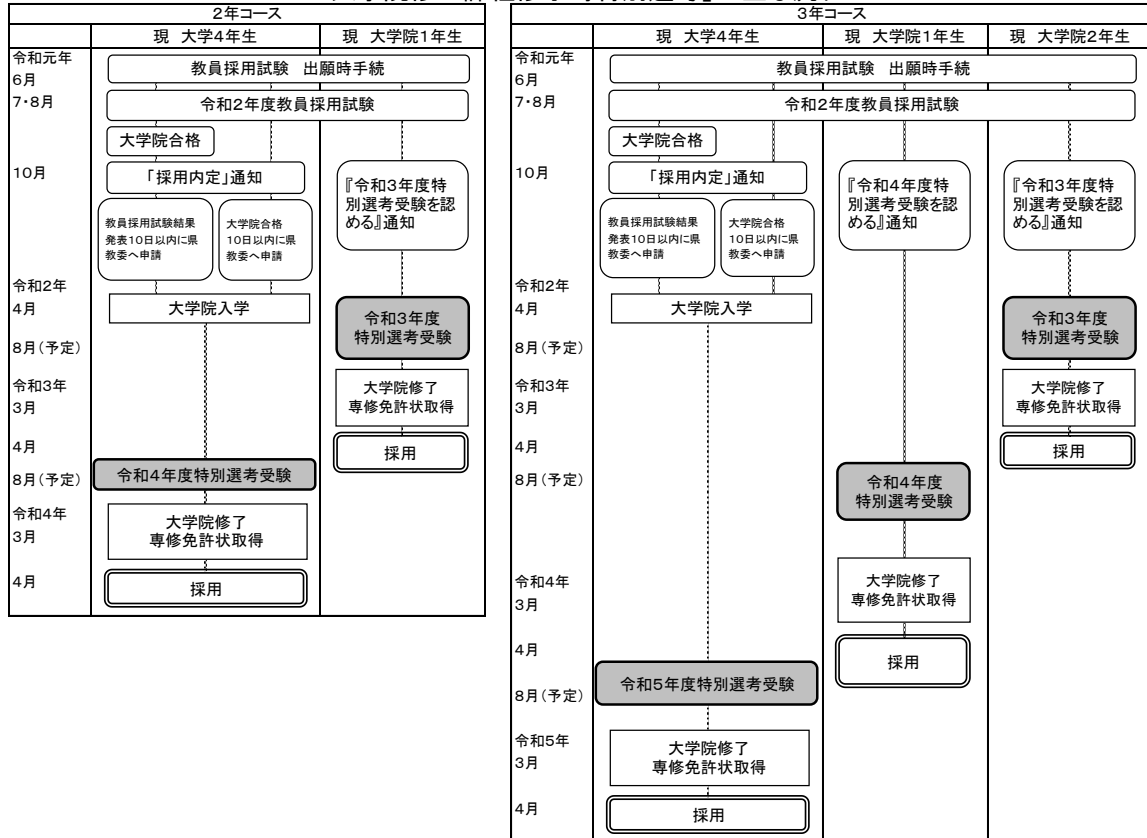 2年コース
現 大学4年生
現 大学院1年生
令和元年
6月
教員採用試験 出願時手続
7・8月
令和2年度教員採用試験
大学院合格
10月
「採用内定」通知
『令和3年度特
別選考受験を認
める』通知
教員採用試験結果
発表10日以内に県
教委へ申請
大学院合格
10日以内に県
教委へ申請
令和2年
4月
大学院入学
令和3年度
特別選考受験
8月(予定)
令和3年
3月
大学院修了
専修免許状取得
4月
採用
8月(予定)
令和4年度特別選考受験
令和4年
3月
大学院修了
専修免許状取得
4月
採用
3年コース
現 大学4年生
現 大学院1年生
現 大学院2年生
令和元年
6月
教員採用試験 出願時手続
7・8月
令和2年度教員採用試験
大学院合格
10月
「採用内定」通知
『令和4年度特
別選考受験を認
める』通知
『令和3年度特
別選考受験を認
める』通知
教員採用試験結果
発表10日以内に県
教委へ申請
大学院合格
10日以内に県
教委へ申請
令和2年
4月
大学院入学
令和3年度
特別選考受験
8月(予定)
令和3年
3月
大学院修了
専修免許状取得
4月
採用
8月(予定)
令和4年度
特別選考受験
令和4年
3月
大学院修了
専修免許状取得
4月
採用
8月(予定)
令和5年度特別選考受験
令和5年
3月
大学院修了
専修免許状取得
4月
採用